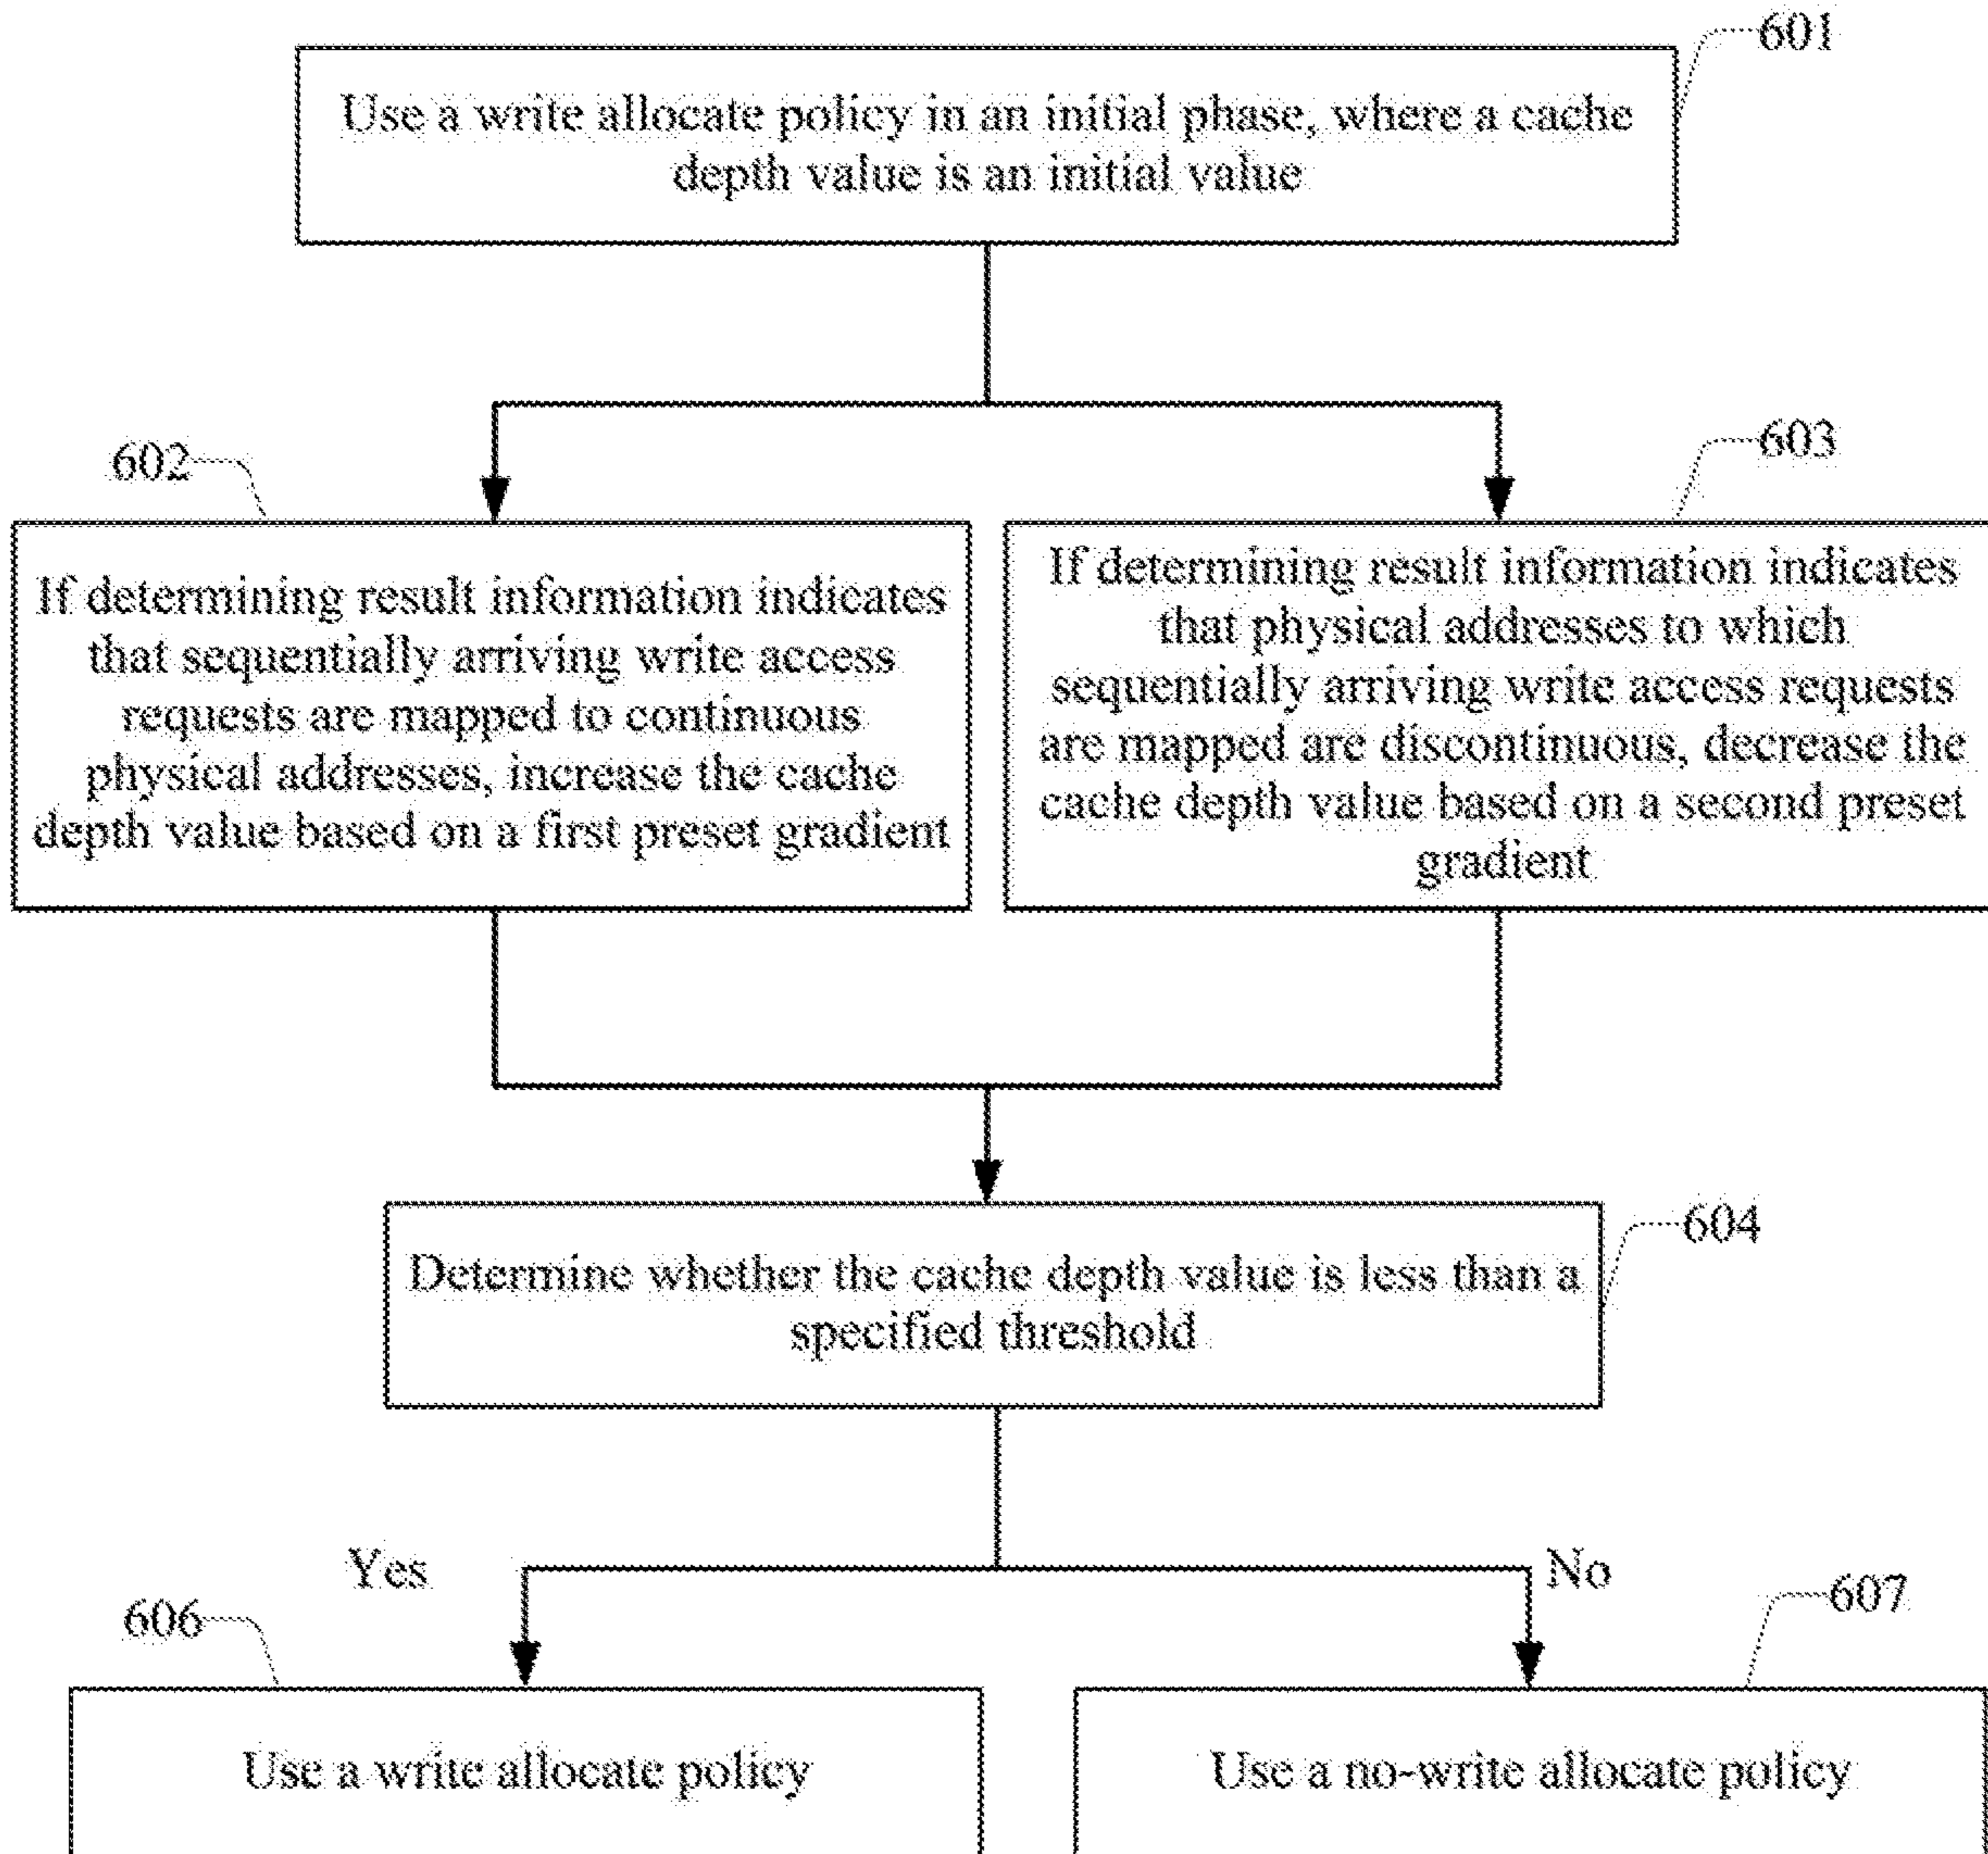 601
Use a write allocate policy in an initial phase, where a cache
depth value is an initial value
602
603
If determining result information indicates
that sequentially arriving write access
requests are mapped to continuous
physical addresses, increase the cache
depth value based on a first preset gradient
If determining result information indicates
that physical addresses to which
sequentially arriving write access requests
are mapped are discontinuous, decrease the
cache depth value based on a second preset
gradient
604
Determine whether the cache depth value is less than a
specified threshold
Yes
No
606
607
Use a write allocate policy
Use a no-write allocate policy